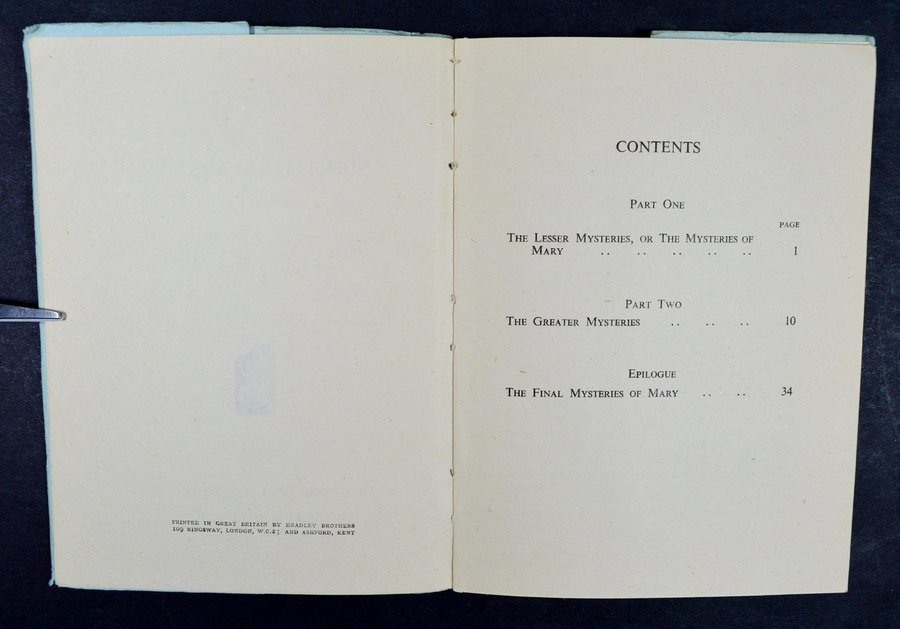 PRINTED IN GREAT BRITAIN BY HEADLEY BROTHERS
109 KINGSWAY, LONDON, W.C.2; AND ASHFORD, KENT
CONTENTS
PART ONE
PAGE
THE LESSER MYSTERIES, OR THE MYSTERIES OF
MARY .. .. .. .. .. 1
PART TWO
THE GREATER MYSTERIES .. .. .. 10
EPILOGUE
THE FINAL MYSTERIES OF MARY .. .. 34